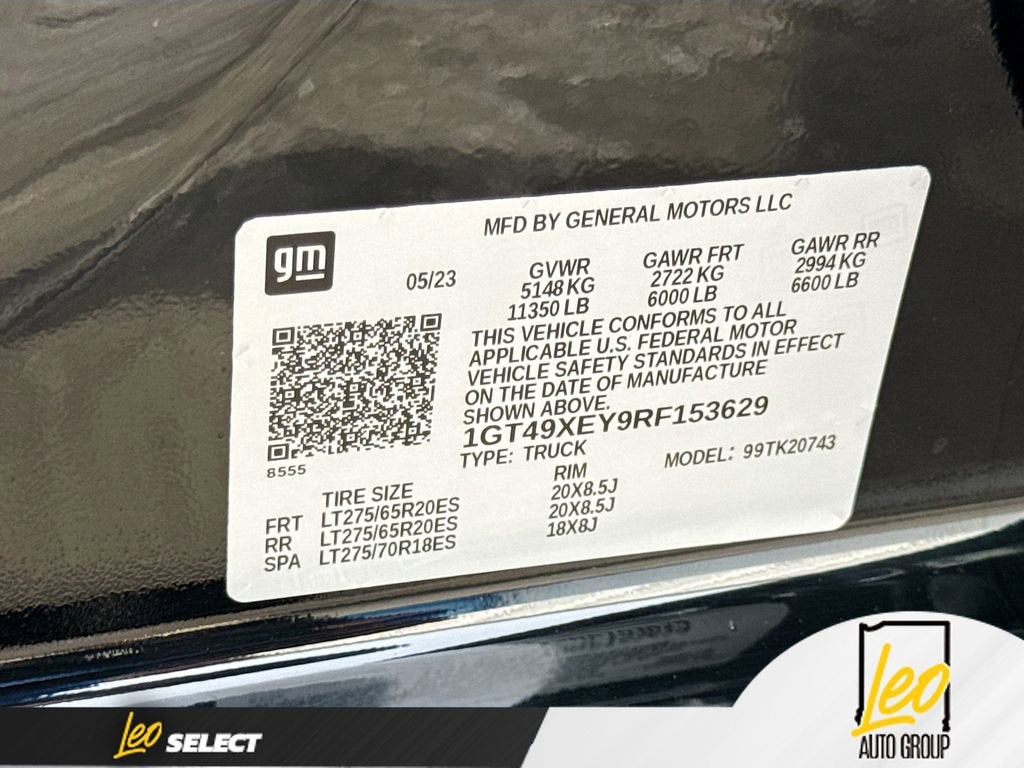 MFD BY GENERAL MOTORS LLC
gm
05/23
GVWR GAWR FRT GAWR RR
5148 KG 2722 KG 2994 KG
11350 LB 6000 LB 6600 LB
THIS VEHICLE CONFORMS TO ALL
APPLICABLE U.S. FEDERAL MOTOR
VEHICLE SAFETY STANDARDS IN EFFECT
ON THE DATE OF MANUFACTURE
SHOWN ABOVE.
1GT49XEY9RF153629
TYPE: TRUCK MODEL: 99TK20743
8555
TIRE SIZE RIM
FRT LT275/65R20ES 20X8.5J
RR LT275/65R20ES 20X8.5J
SPA LT275/70R18ES 18X8J
Leo SELECT
Leo
AUTO GROUP